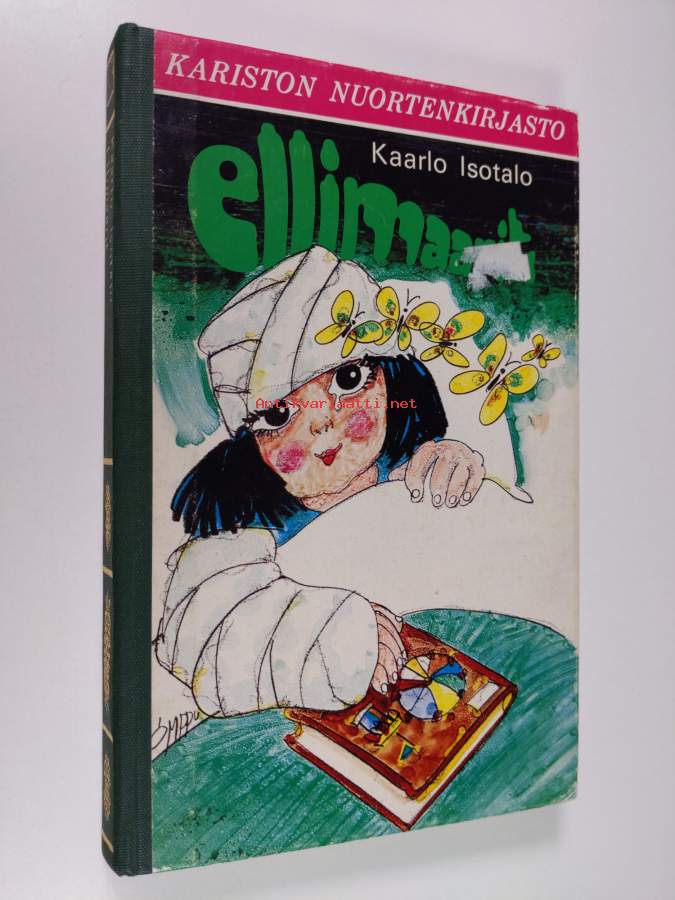 KARISTON NUORTENKIRJASTO
Kaarlo Isotalo
ellimaarit
Antikvariaatti.net